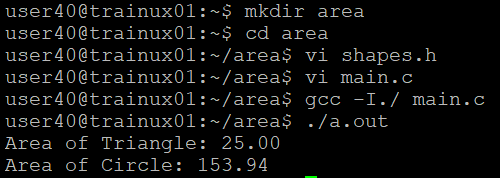 user40@trainux01:~$ mkdir area
user40@trainux01:~$ cd area
user40@trainux01:~/area$ vi shapes.h
user40@trainux01:~/area$ vi main.c
user40@trainux01:~/area$ gcc -I./ main.c
user40@trainux01:~/area$ ./a.out
Area of Triangle: 25.00
Area of Circle: 153.94